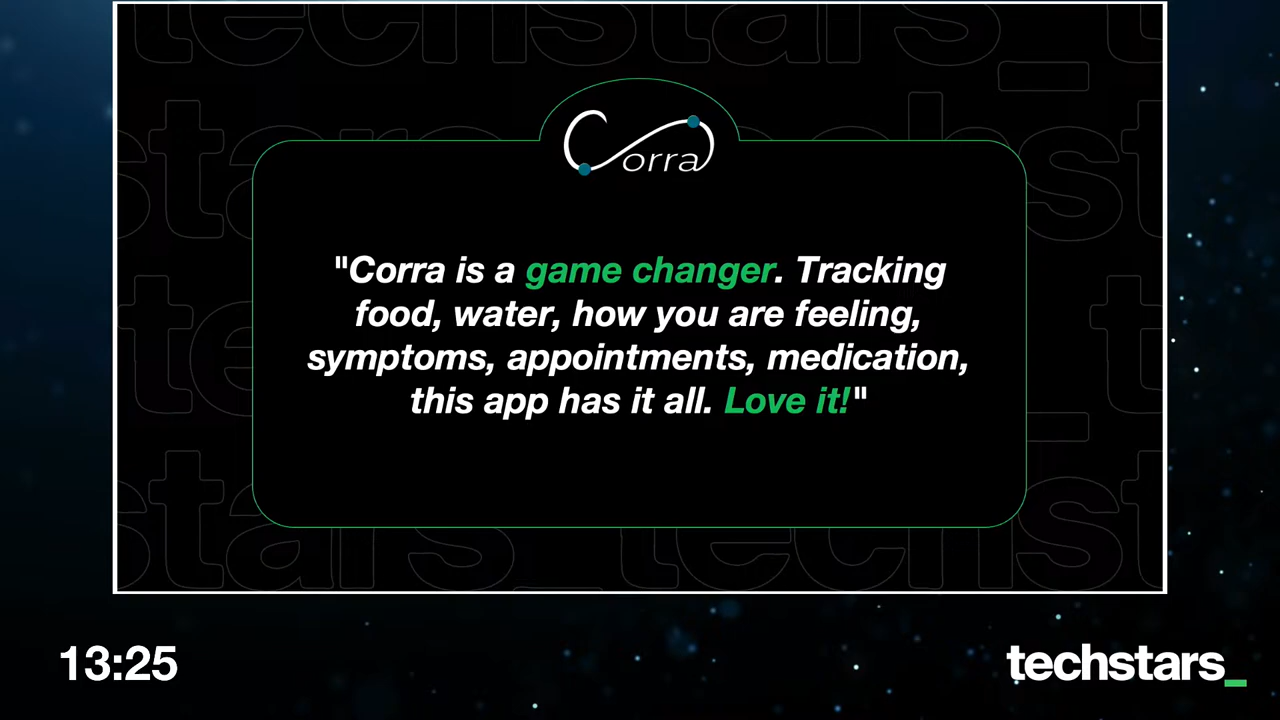 Corra
"Corra is a game changer. Tracking
food, water, how you are feeling,
symptoms, appointments, medication,
this app has it all. Love it!"
13:25
techstars_